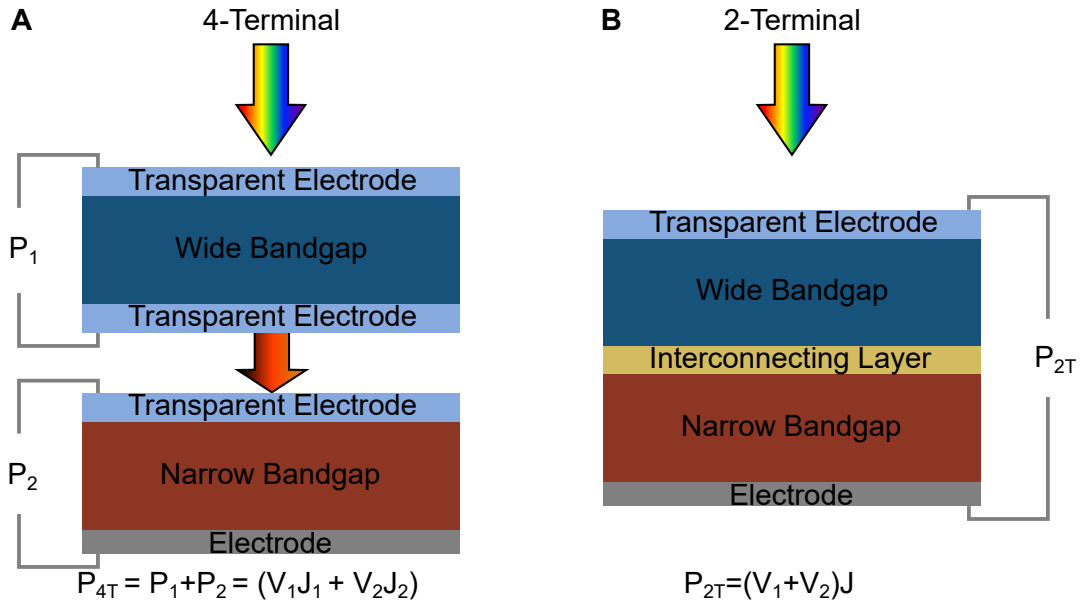 A
4-Terminal
Transparent Electrode
Wide Bandgap
P₁
Transparent Electrode
Transparent Electrode
Narrow Bandgap
P₂
Electrode
P₄T = P₁+P₂ = (V₁J₁ + V₂J₂)
B
2-Terminal
Transparent Electrode
Wide Bandgap
Interconnecting Layer
P₂T
Narrow Bandgap
Electrode
P₂T=(V₁+V₂)J